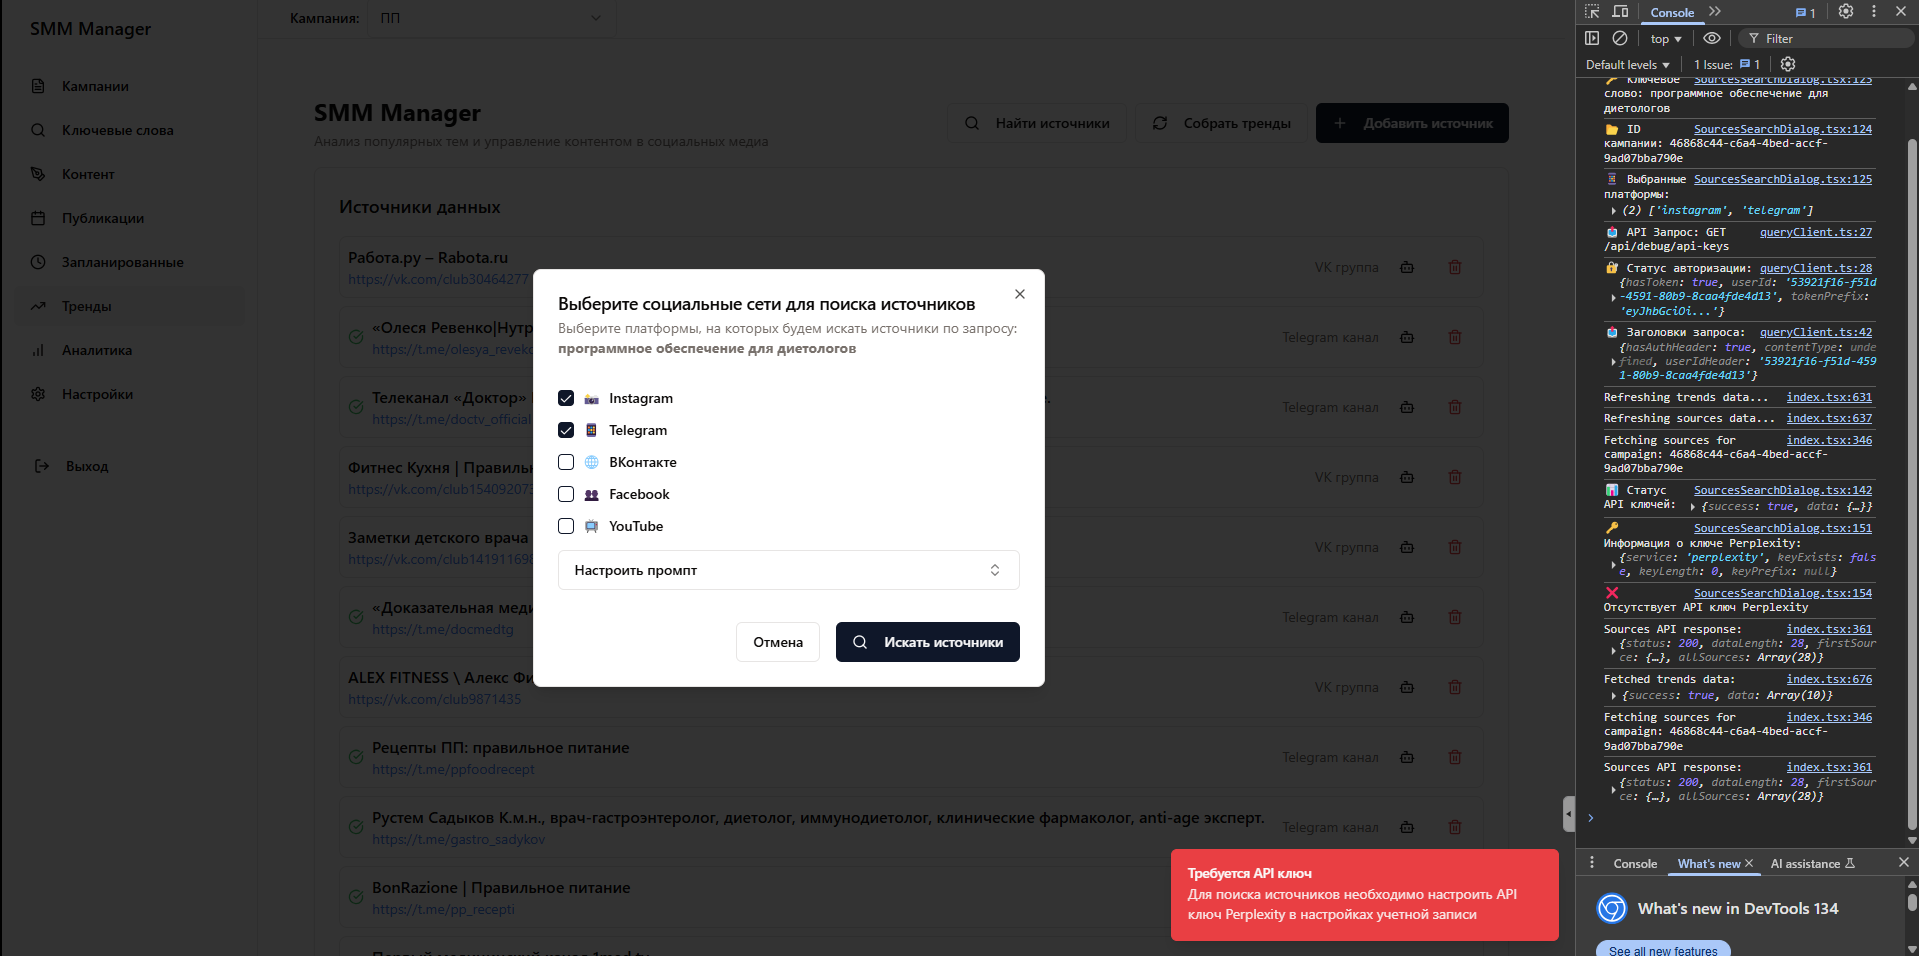 SMM Manager
Кампании
Ключевые слова
Контент
Публикации
Запланированные
Тренды
Аналитика
Настройки
Выход
Кампания: ПП
SMM Manager
Анализ популярных тем и управление контентом в социальных медиа
Найти источники
Собрать тренды
Добавить источник
Источники данных
Работа.ру – Rabota.ru
https://vk.com/club30464277
VK группа
«Олеся Ревенко|Нутр
https://t.me/olesya_revenko
Telegram канал
Телеканал «Доктор»
https://t.me/doctv_official
Telegram канал
Фитнес Кухня | Правильн
https://vk.com/club154092073
VK группа
Заметки детского врача
https://vk.com/club141911698
VK группа
«Доказательная меди
https://t.me/docmedtg
Telegram канал
ALEX FITNESS \ Алекс Фи
https://vk.com/club9871435
VK группа
Рецепты ПП: правильное питание
https://t.me/ppfoodrecept
Telegram канал
Рустем Садыков К.м.н., врач-гастроэнтеролог, диетолог, иммунодиетолог, клинические фармаколог, anti-age эксперт.
https://t.me/gastro_sadykov
Telegram канал
BonRazione | Правильное питание
https://t.me/pp_recepti
Выберите социальные сети для поиска источников
Выберите платформы, на которых будем искать источники по запросу:
программное обеспечение для диетологов
Instagram
Telegram
ВКонтакте
Facebook
YouTube
Настроить промпт
Отмена
Искать источники
Требуется API ключ
Для поиска источников необходимо настроить API
ключ Perplexity в настройках учетной записи
Console
1
top
Filter
Default levels
1 Issue: 1
Ключевое SourcesSearchDialog.tsx:123
слово: программное обеспечение для
диетологов
ID SourcesSearchDialog.tsx:124
кампании: 46868c44-c6a4-4bed-accf-
9ad07bba790e
Выбранные SourcesSearchDialog.tsx:125
платформы:
(2) ['instagram', 'telegram']
API Запрос: GET queryClient.ts:27
/api/debug/api-keys
Статус авторизации: queryClient.ts:28
{hasToken: true, userId: '53921f16-f51d
-4591-80b9-8caa4fde4d13', tokenPrefix:
'eyJhbGciOi...'}
Заголовки запроса: queryClient.ts:42
{hasAuthHeader: true, contentType: unde
fined, userIdHeader: '53921f16-f51d-459
1-80b9-8caa4fde4d13'}
Refreshing trends data... index.tsx:631
Refreshing sources data... index.tsx:637
Fetching sources for index.tsx:346
campaign: 46868c44-c6a4-4bed-accf-
9ad07bba790e
Статус SourcesSearchDialog.tsx:142
API ключей: {success: true, data: {…}}
SourcesSearchDialog.tsx:151
Информация о ключе Perplexity:
{service: 'perplexity', keyExists: fals
e, keyLength: 0, keyPrefix: null}
SourcesSearchDialog.tsx:154
Отсутствует API ключ Perplexity
Sources API response: index.tsx:361
{status: 200, dataLength: 28, firstSour
ce: {…}, allSources: Array(28)}
Fetched trends data: index.tsx:676
{success: true, data: Array(10)}
Fetching sources for index.tsx:346
campaign: 46868c44-c6a4-4bed-accf-
9ad07bba790e
Sources API response: index.tsx:361
{status: 200, dataLength: 28, firstSour
ce: {…}, allSources: Array(28)}
Console
What's new
AI assistance
What's new in DevTools 134
See all new features